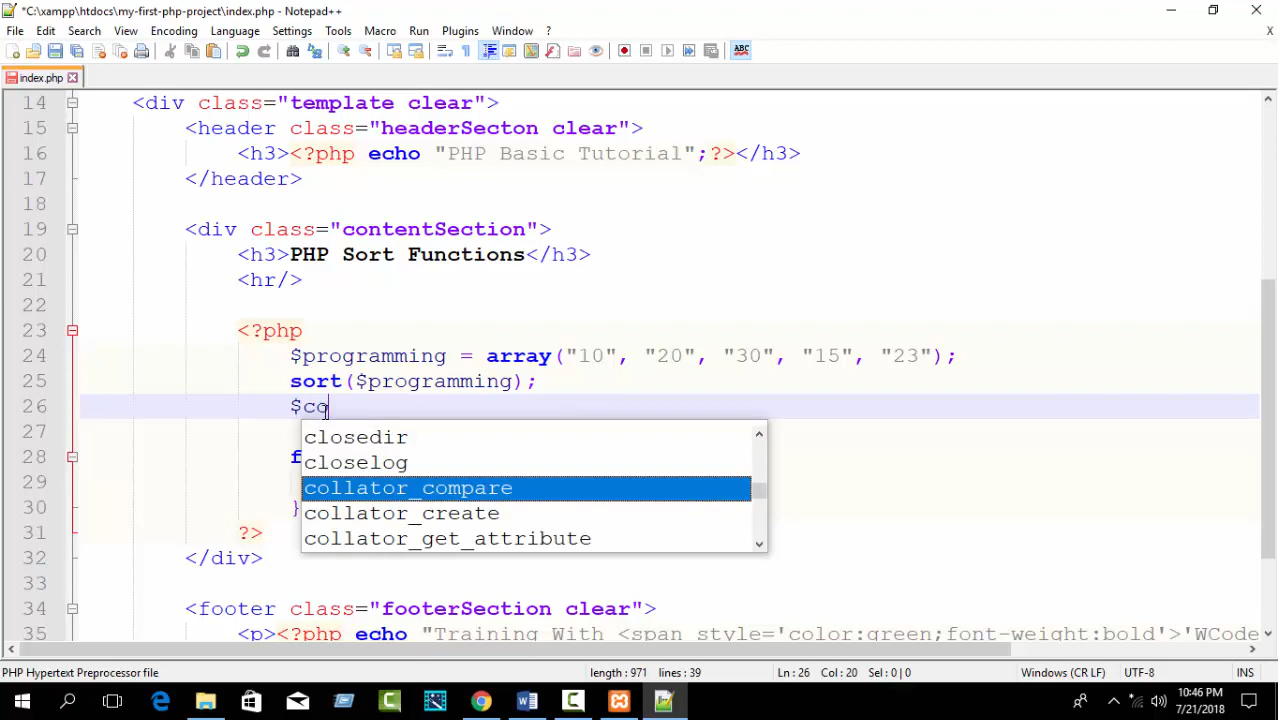 *C:\xampp\htdocs\my-first-php-project\index.php - Notepad++
File Edit Search View Encoding Language Settings Tools Macro Run Plugins Window ? X
ABC
index.php
14 <div class="template clear">
15 <header class="headerSecton clear">
16 <h3><?php echo "PHP Basic Tutorial";?></h3>
17 </header>
18
19 <div class="contentSection">
20 <h3>PHP Sort Functions</h3>
21 <hr/>
22
23 <?php
24 $programming = array("10", "20", "30", "15", "23");
25 sort($programming);
26 $co
27 closedir
28 f closelog
29 collator_compare
30 } collator_create
31 ?> collator_get_attribute
32 </div>
33
34 <footer class="footerSection clear">
35 <p><?php echo "Training With <span style='color:green;font-weight:bold'>'WCode
PHP Hypertext Preprocessor file length : 971 lines : 39 Ln : 26 Col : 20 Sel : 0 | 0 Windows (CR LF) UTF-8 INS
10:46 PM
7/21/2018